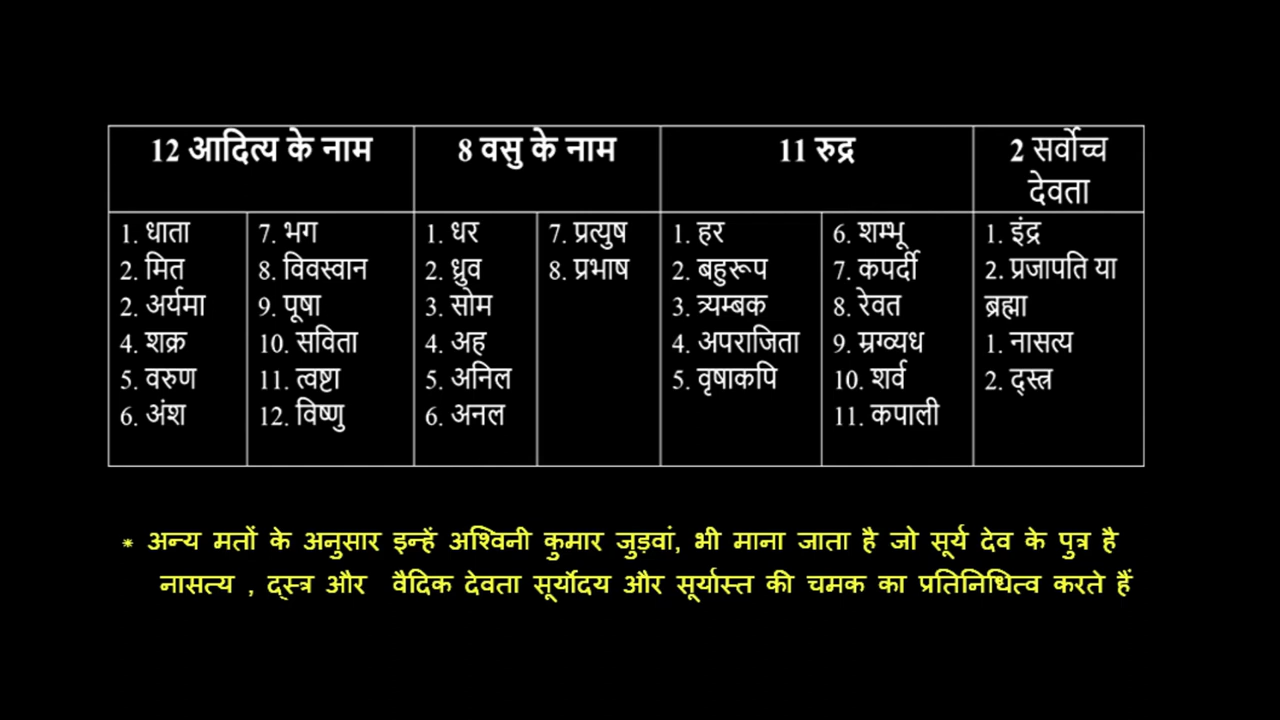 12 आदित्य के नाम
8 वसु के नाम
11 रुद्र
2 सर्वोच्च
देवता
1. धाता
2. मित
2. अर्यमा
4. शक्र
5. वरुण
6. अंश
7. भग
8. विवस्वान
9. पूषा
10. सविता
11. त्वष्टा
12. विष्णु
1. धर
2. ध्रुव
3. सोम
4. अह
5. अनिल
6. अनल
7. प्रत्युष
8. प्रभाष
1. हर
2. बहुरूप
3. त्र्यम्बक
4. अपराजिता
5. वृषाकपि
6. शम्भू
7. कपर्दी
8. रेवत
9. म्रग्व्यध
10. शर्व
11. कपाली
1. इंद्र
2. प्रजापति या
ब्रह्मा
1. नासत्य
2. द्स्त्र
* अन्य मतों के अनुसार इन्हें अश्विनी कुमार जुड़वां, भी माना जाता है जो सूर्य देव के पुत्र है
नासत्य , द्स्त्र और वैदिक देवता सूर्योदय और सूर्यास्त की चमक का प्रतिनिधित्व करते हैं